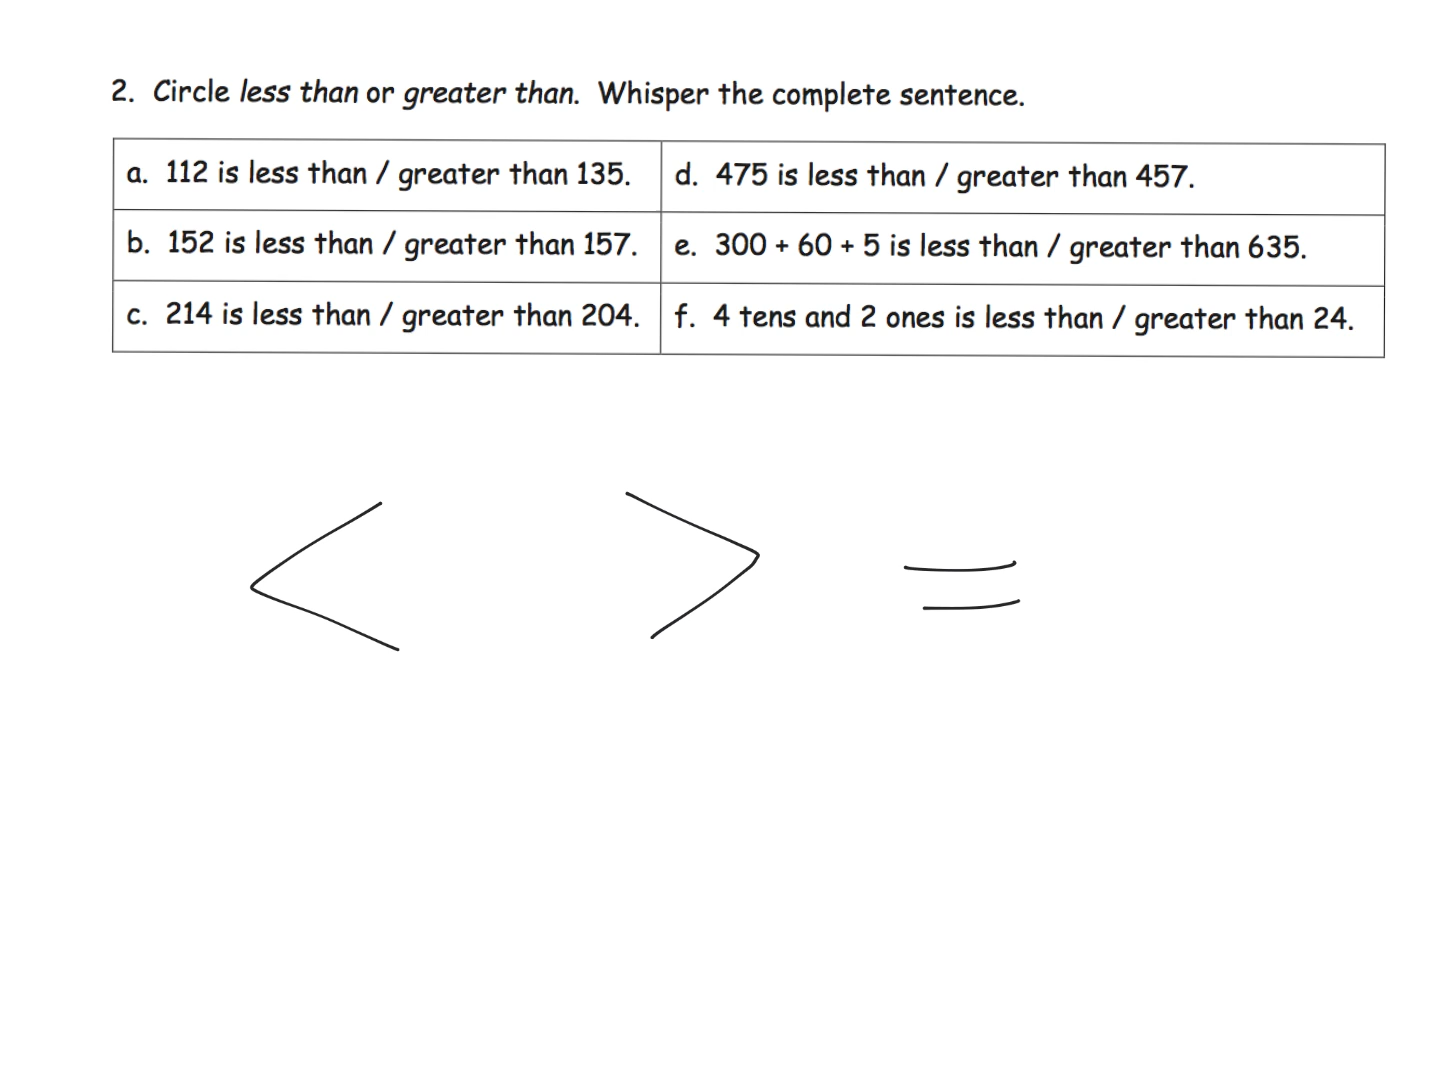 2. Circle less than or greater than. Whisper the complete sentence.
a. 112 is less than / greater than 135.
d. 475 is less than / greater than 457.
b. 152 is less than / greater than 157.
e. 300 + 60 + 5 is less than / greater than 635.
c. 214 is less than / greater than 204.
f. 4 tens and 2 ones is less than / greater than 24.
< > =